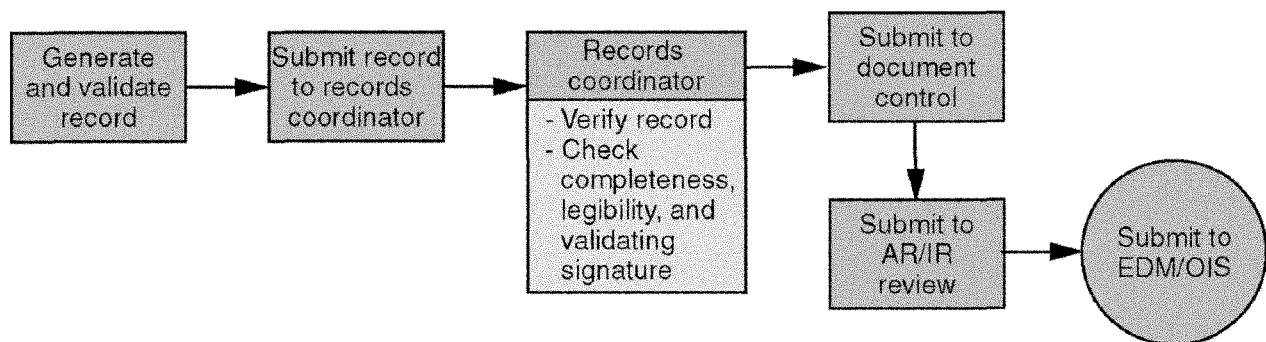 Generate
and validate
record
Submit record
to records
coordinator
Records
coordinator
- Verify record
- Check
completeness,
legibility, and
validating
signature
Submit to
document
control
Submit to
AR/IR
review
Submit to
EDM/OIS